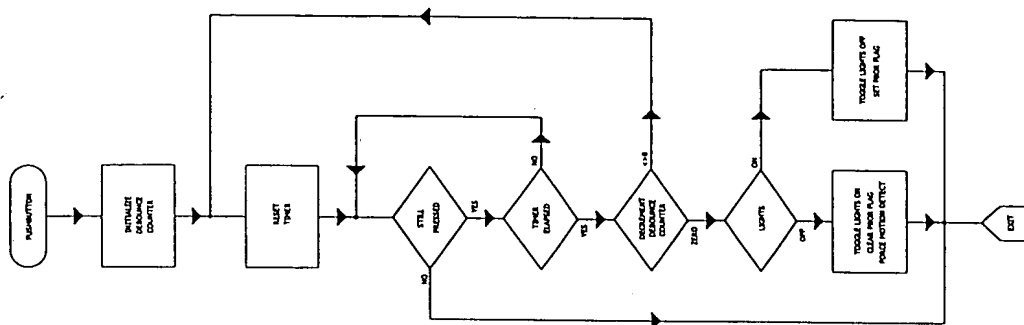 PUSHBUTTON
INITIALIZE
DEBOUNCE
COUNTER
RESET
TIMER
STILL
PRESSED
NO
YES
TIMER
ELAPSED
NO
YES
DECREMENT
DEBOUNCE
COUNTER
<>0
ZERO
LIGHTS
ON
OFF
TOGGLE LIGHTS OFF
SET PRIOR FLAG
TOGGLE LIGHTS ON
CLEAR PRIOR FLAG
FORCE MOTION DETECT
EXIT